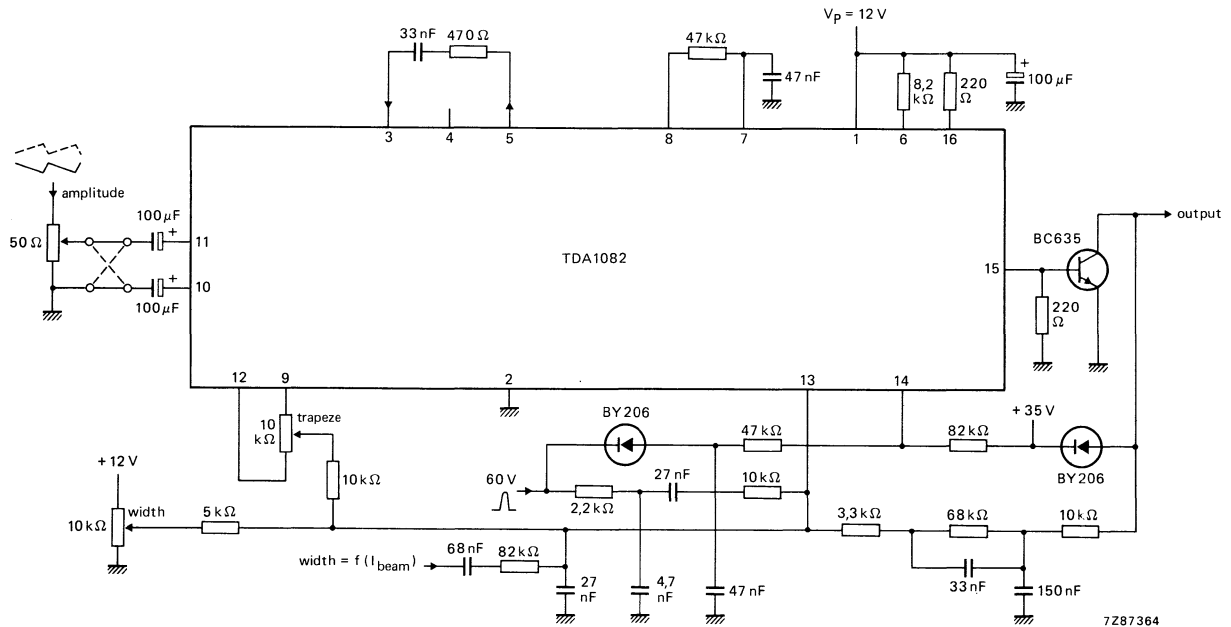 V_P = 12 V
33 nF 470 Ω
47 kΩ
47 nF
8,2 kΩ
220 Ω
+
100 μF
3 4 5 8 7 1 6 16
amplitude
100 μF
+
50 Ω
11
output
BC635
TDA1082
15
10
+
100 μF
220 Ω
12 9 2 13 14
trapeze
10 kΩ
BY206
47 kΩ
82 kΩ
+ 35 V
+ 12 V
10 kΩ
60 V
27 nF
10 kΩ
BY206
2,2 kΩ
width
10 kΩ
5 kΩ
3,3 kΩ
68 kΩ
10 kΩ
width = f (I_beam)
68 nF
82 kΩ
27 nF
4,7 nF
47 nF
33 nF
150 nF
7Z87364